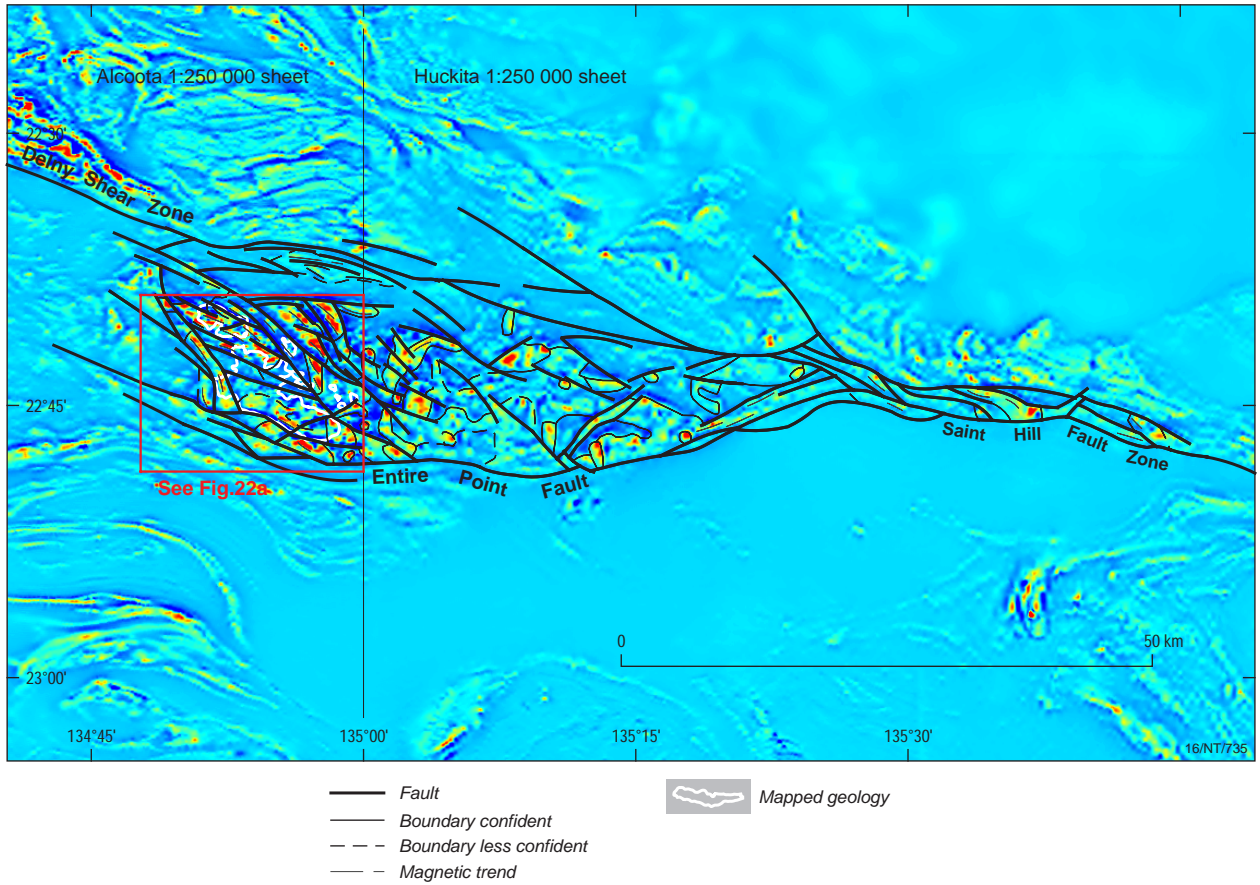 Alcoota 1:250 000 sheet
Huckita 1:250 000 sheet
22°30'
Delny Shear Zone
22°45'
Saint Hill Fault Zone
Entire Point Fault
See Fig.22a
0
50 km
23°00'
134°45'
135°00'
135°15'
135°30'
16/NT/735
Fault
Mapped geology
Boundary confident
Boundary less confident
Magnetic trend